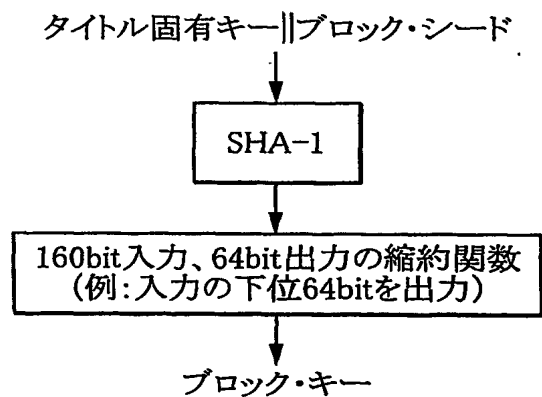 タイトル固有キー||ブロック・シード
SHA-1
160bit入力、64bit出力の縮約関数
(例:入力の下位64bitを出力)
ブロック・キー